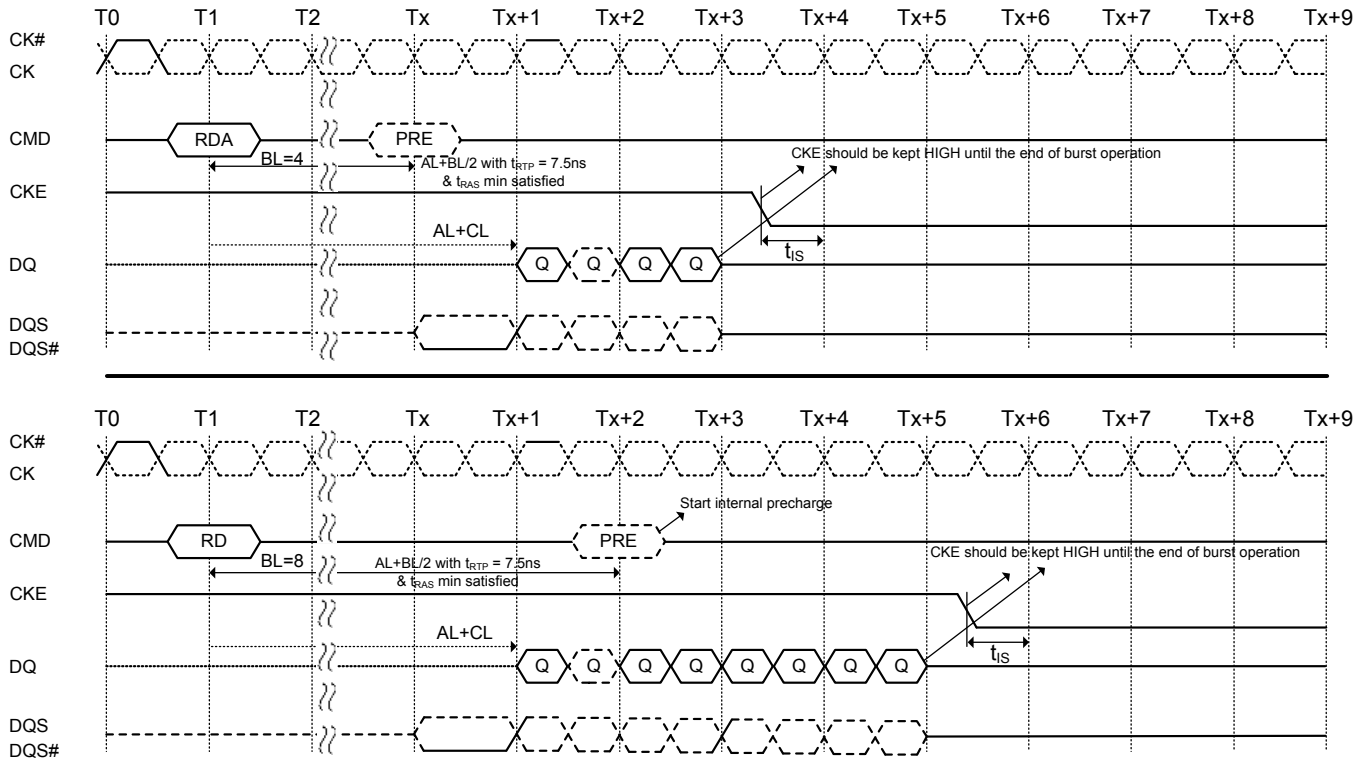 T0 T1 T2 Tx Tx+1 Tx+2 Tx+3 Tx+4 Tx+5 Tx+6 Tx+7 Tx+8 Tx+9
CK#
CK
CMD RDA PRE
BL=4 AL+BL/2 with tRTP = 7.5ns
& tRAS min satisfied
CKE should be kept HIGH until the end of burst operation
CKE
AL+CL
tIS
DQ Q Q Q Q
DQS
DQS#
T0 T1 T2 Tx Tx+1 Tx+2 Tx+3 Tx+4 Tx+5 Tx+6 Tx+7 Tx+8 Tx+9
CK#
CK
Start internal precharge
CMD RD PRE
CKE should be kept HIGH until the end of burst operation
BL=8 AL+BL/2 with tRTP = 7.5ns
& tRAS min satisfied
CKE
AL+CL
tIS
DQ Q Q Q Q Q Q Q Q
DQS
DQS#